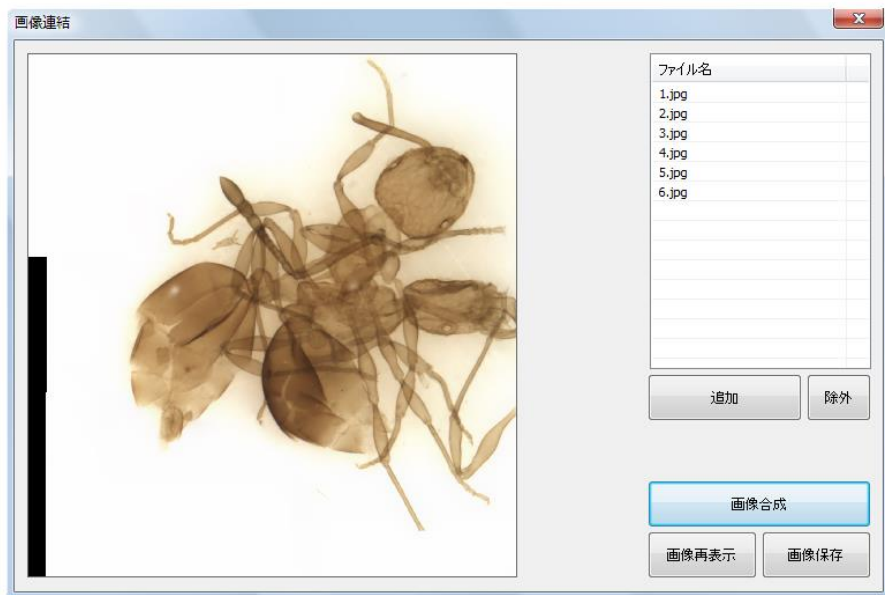 画像連結
ファイル名
1.jpg
2.jpg
3.jpg
4.jpg
5.jpg
6.jpg
追加
除外
画像合成
画像再表示
画像保存